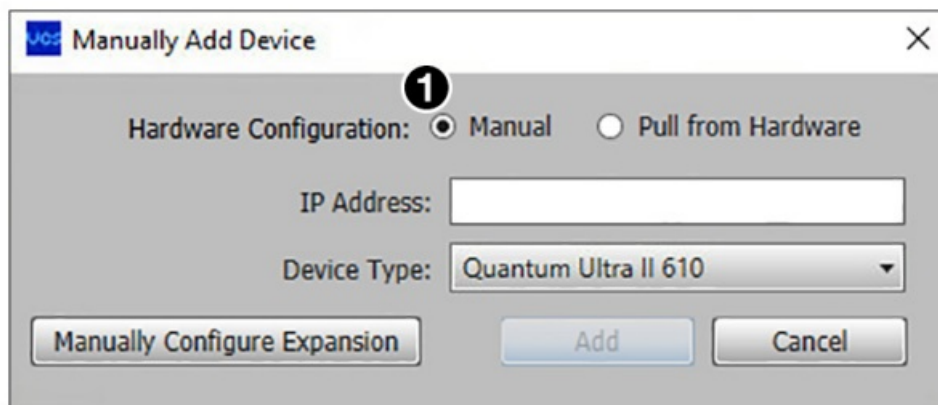 VCS Manually Add Device
1
Hardware Configuration: Manual Pull from Hardware
IP Address:
Device Type: Quantum Ultra II 610
Manually Configure Expansion Add Cancel